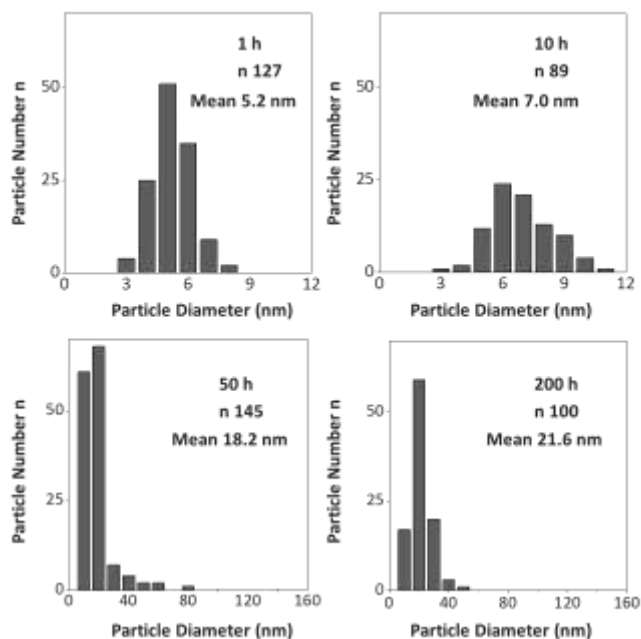 1 h
n 127
Mean 5.2 nm
Particle Number n
50
25
0
0 3 6 9 12
Particle Diameter (nm)
10 h
n 89
Mean 7.0 nm
Particle Number n
50
25
0
0 3 6 9 12
Particle Diameter (nm)
50 h
n 145
Mean 18.2 nm
Particle Number n
50
25
0
0 40 80 120 160
Particle Diameter (nm)
200 h
n 100
Mean 21.6 nm
Particle Number n
50
25
0
0 40 80 120 160
Particle Diameter (nm)